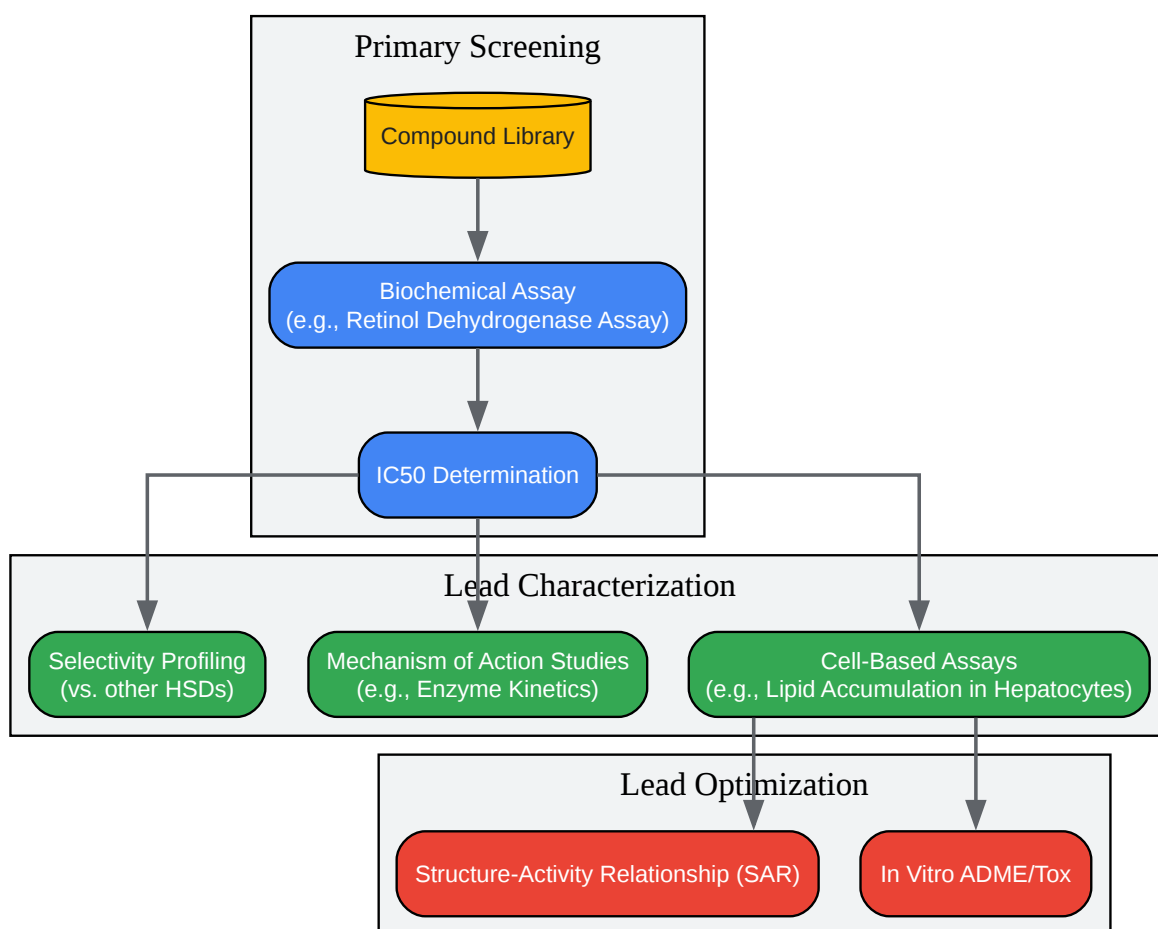 Primary Screening
Compound Library
Biochemical Assay
(e.g., Retinol Dehydrogenase Assay)
IC50 Determination
Lead Characterization
Selectivity Profiling
(vs. other HSDs)
Mechanism of Action Studies
(e.g., Enzyme Kinetics)
Cell-Based Assays
(e.g., Lipid Accumulation in Hepatocytes)
Lead Optimization
Structure-Activity Relationship (SAR)
In Vitro ADME/Tox